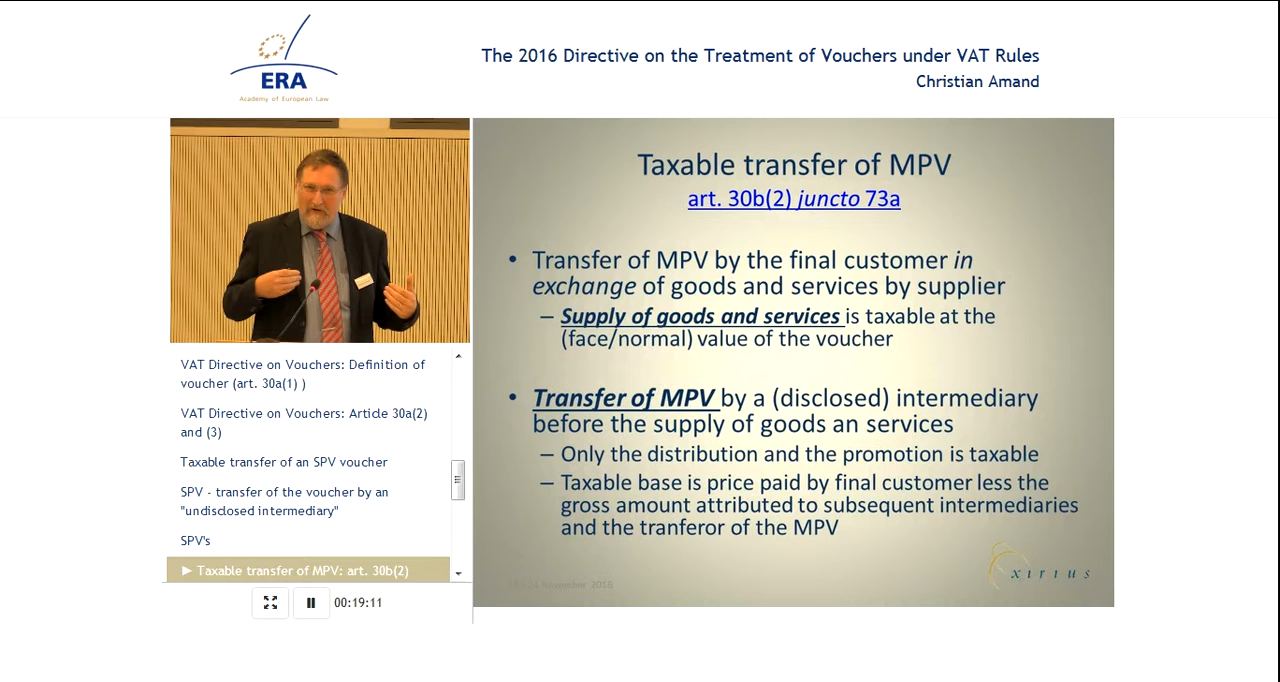 ERA
Academy of European Law
The 2016 Directive on the Treatment of Vouchers under VAT Rules
Christian Amand
VAT Directive on Vouchers: Definition of
voucher (art. 30a(1) )
VAT Directive on Vouchers: Article 30a(2)
and (3)
Taxable transfer of an SPV voucher
SPV - transfer of the voucher by an
"undisclosed intermediary"
SPV's
► Taxable transfer of MPV: art. 30b(2)
00:19:11
Taxable transfer of MPV
art. 30b(2) juncto 73a
• Transfer of MPV by the final customer in
exchange of goods and services by supplier
– Supply of goods and services is taxable at the
(face/normal) value of the voucher
• Transfer of MPV by a (disclosed) intermediary
before the supply of goods an services
– Only the distribution and the promotion is taxable
– Taxable base is price paid by final customer less the
gross amount attributed to subsequent intermediaries
and the tranferor of the MPV
November 2016
xirius